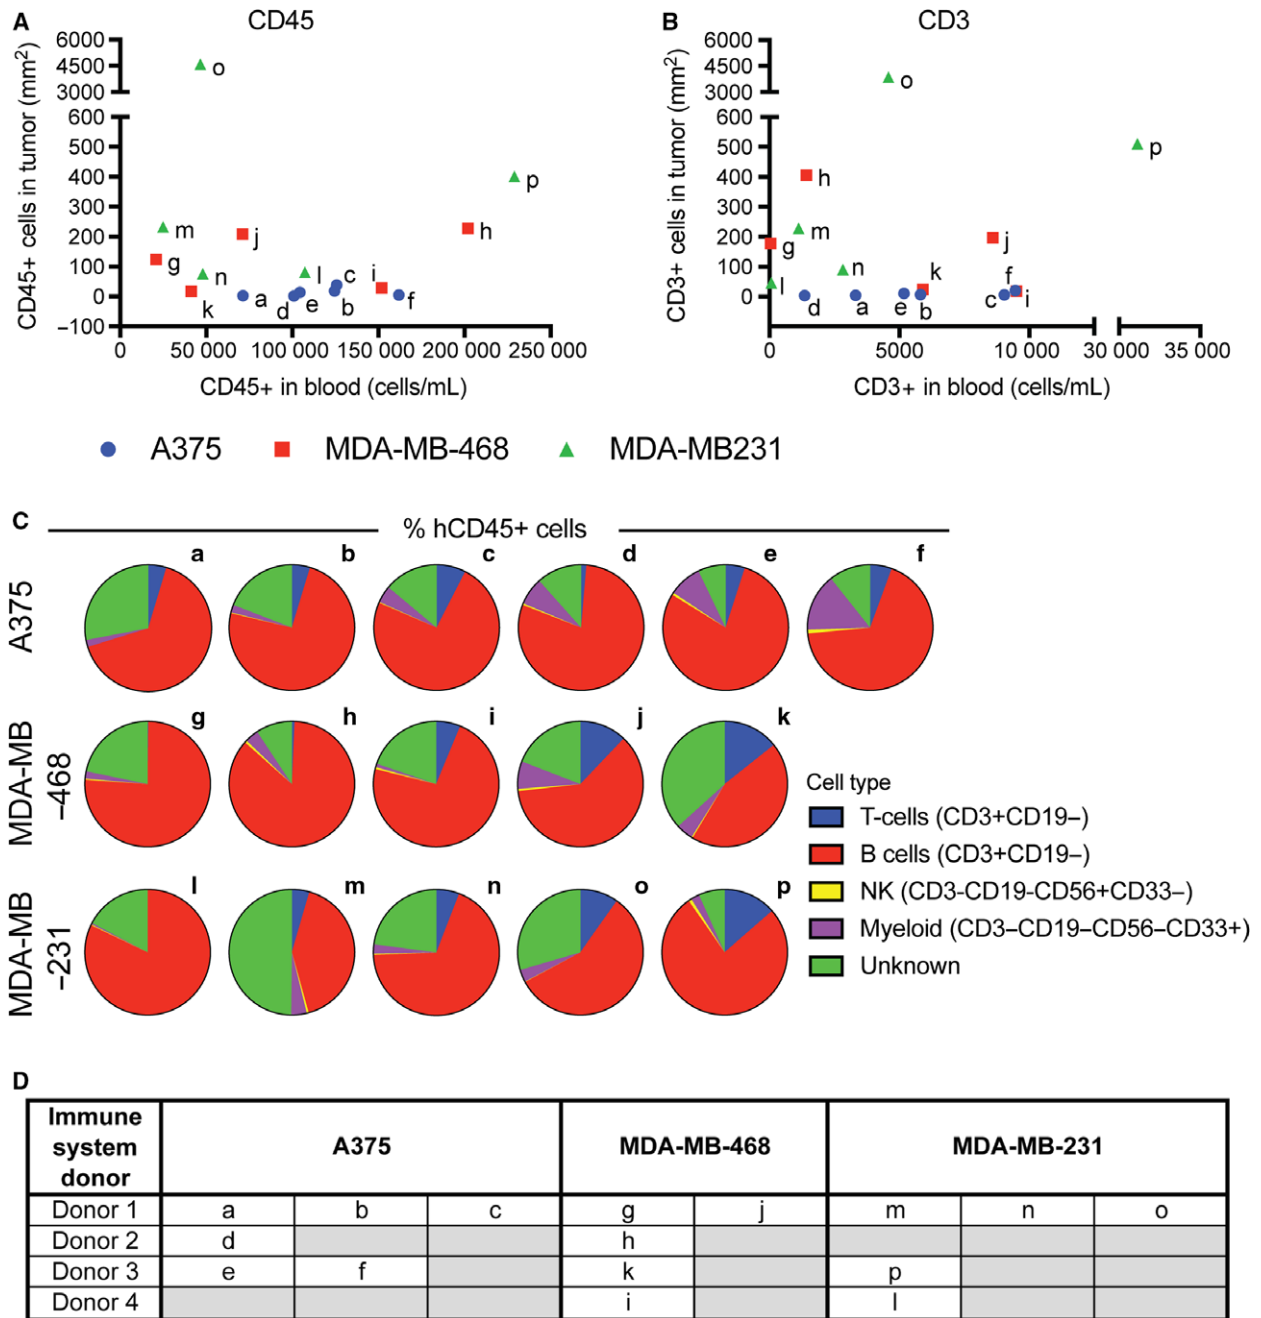 A
CD45
CD45+ cells in tumor (mm2)
6000
4500
3000
600
500
400
300
200
100
0
−100
o
p
m
j
h
g
n
l
c
i
k
a
d
e
b
f
0 50 000 100 000 150 000 200 000 250 000
CD45+ in blood (cells/mL)
B
CD3
CD3+ cells in tumor (mm2)
6000
4500
3000
600
500
400
300
200
100
0
o
p
h
m
g
j
n
k
f
l
d
a
e
b
c
i
0 5000 10 000 30 000 35 000
CD3+ in blood (cells/mL)
A375 MDA-MB-468 MDA-MB231
C
% hCD45+ cells
A375
a b c d e f
MDA-MB
−468
g h i j k
MDA-MB
−231
l m n o p
Cell type
T-cells (CD3+CD19−)
B cells (CD3+CD19−)
NK (CD3-CD19-CD56+CD33−)
Myeloid (CD3−CD19−CD56−CD33+)
Unknown
D
Immune system donor A375 MDA-MB-468 MDA-MB-231
Donor 1 a b c g j m n o
Donor 2 d h
Donor 3 e f k p
Donor 4 i l